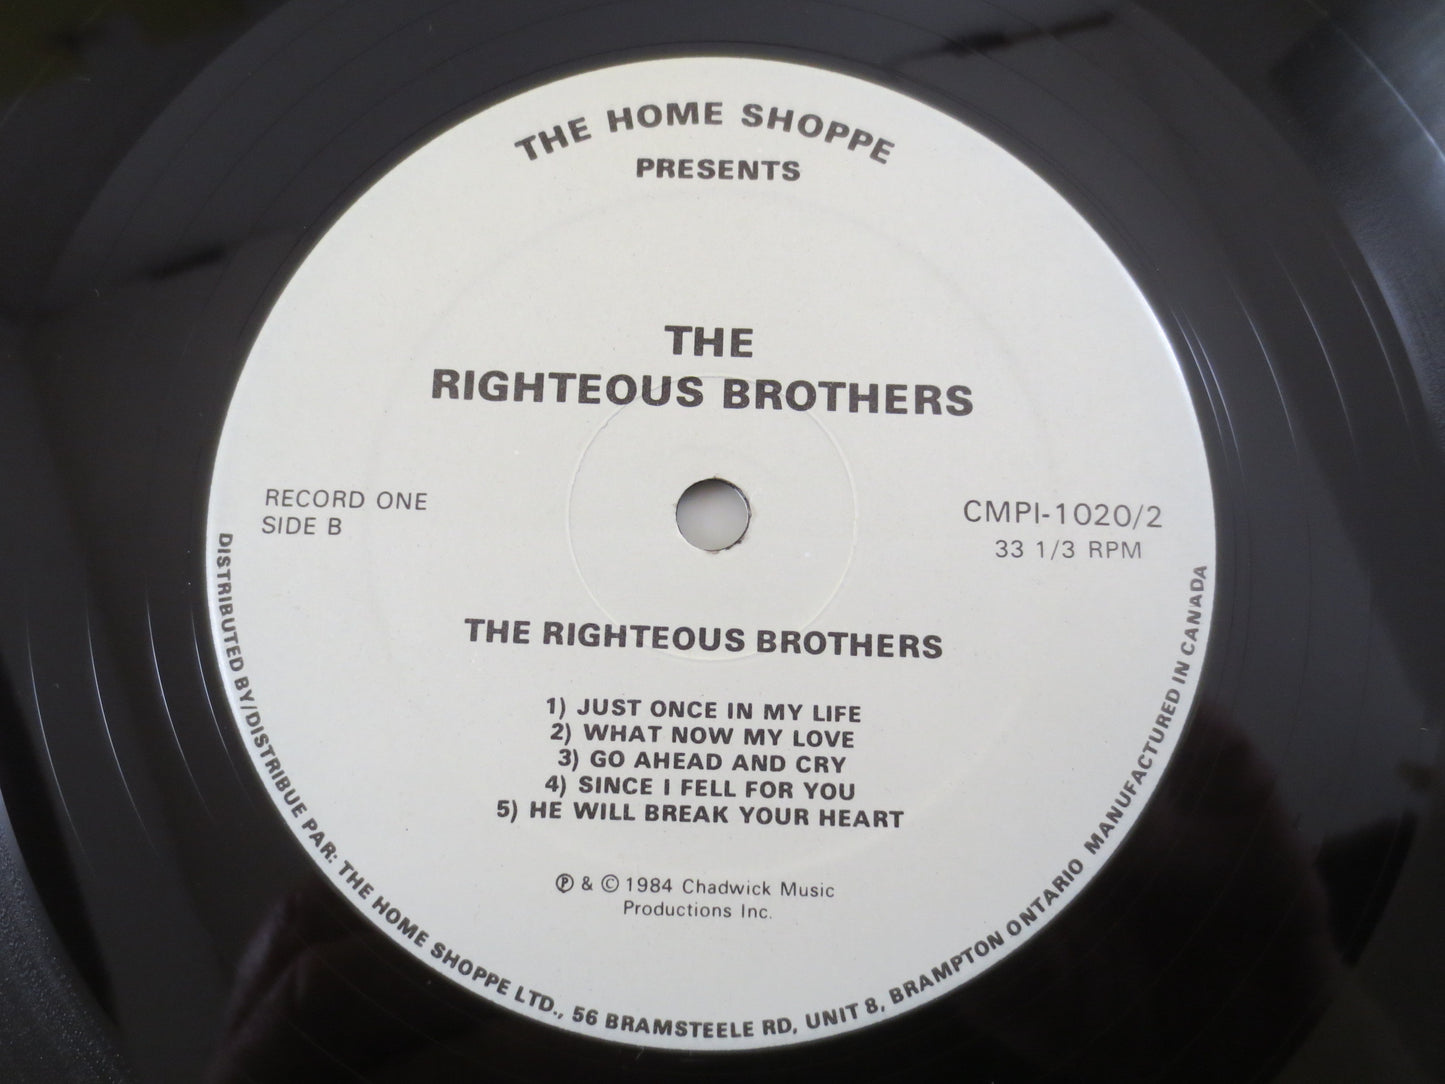 THE HOME SHOPPE
PRESENTS
THE
RIGHTEOUS BROTHERS
RECORD ONE
SIDE B
CMPI-1020/2
33 1/3 RPM
THE RIGHTEOUS BROTHERS
1) JUST ONCE IN MY LIFE
2) WHAT NOW MY LOVE
3) GO AHEAD AND CRY
4) SINCE I FELL FOR YOU
5) HE WILL BREAK YOUR HEART
℗ & © 1984 Chadwick Music
Productions Inc.
DISTRIBUTED BY/DISTRIBUE PAR: THE HOME SHOPPE LTD., 56 BRAMSTEELE RD, UNIT 8, BRAMPTON ONTARIO MANUFACTURED IN CANADA